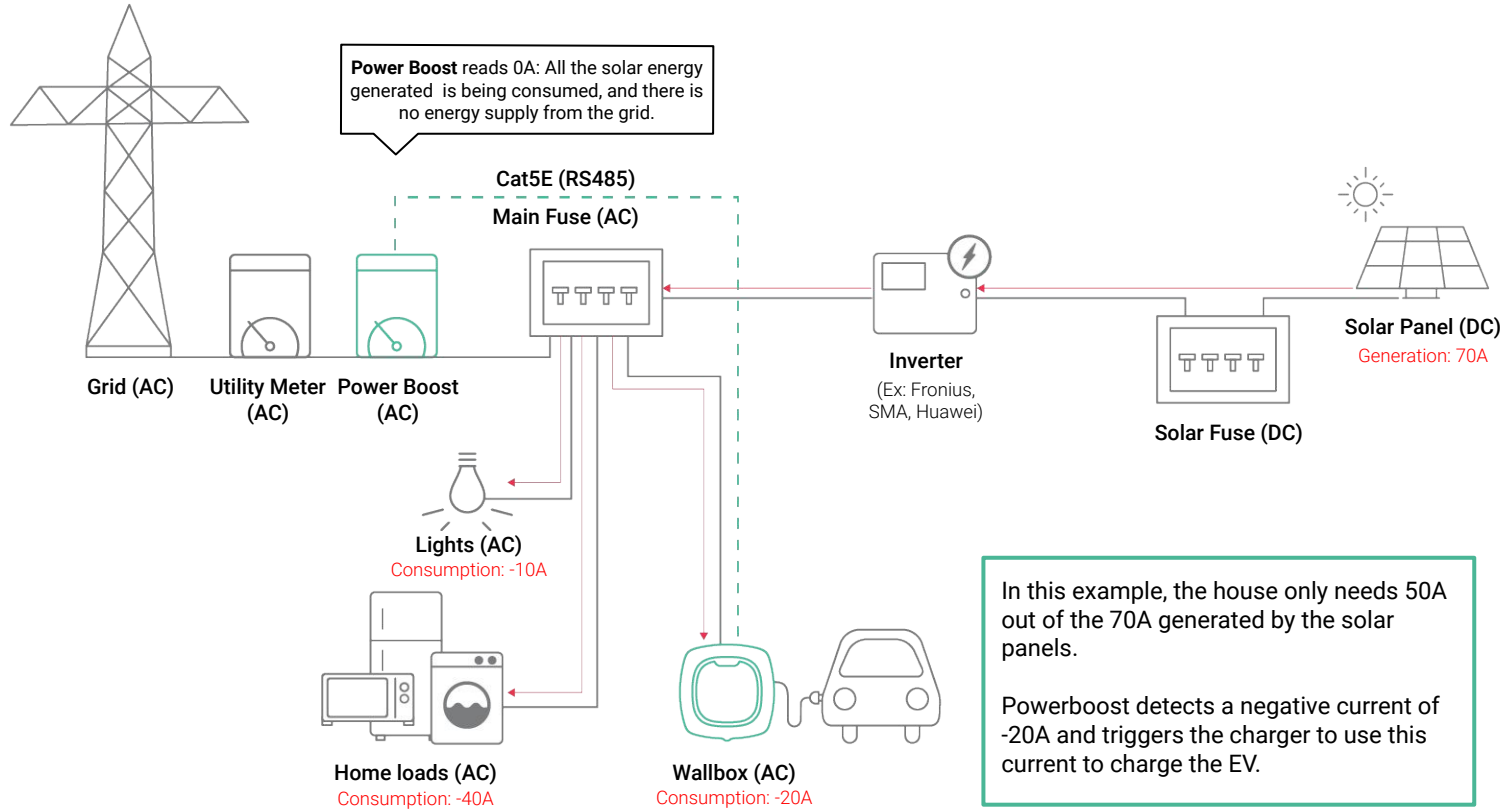 Power Boost reads 0A: All the solar energy
generated is being consumed, and there is
no energy supply from the grid.
Cat5E (RS485)
Main Fuse (AC)
Grid (AC)
Utility Meter
(AC)
Power Boost
(AC)
Inverter
(Ex: Fronius,
SMA, Huawei)
Solar Fuse (DC)
Solar Panel (DC)
Generation: 70A
Lights (AC)
Consumption: -10A
Home loads (AC)
Consumption: -40A
Wallbox (AC)
Consumption: -20A
In this example, the house only needs 50A
out of the 70A generated by the solar
panels.
Powerboost detects a negative current of
-20A and triggers the charger to use this
current to charge the EV.